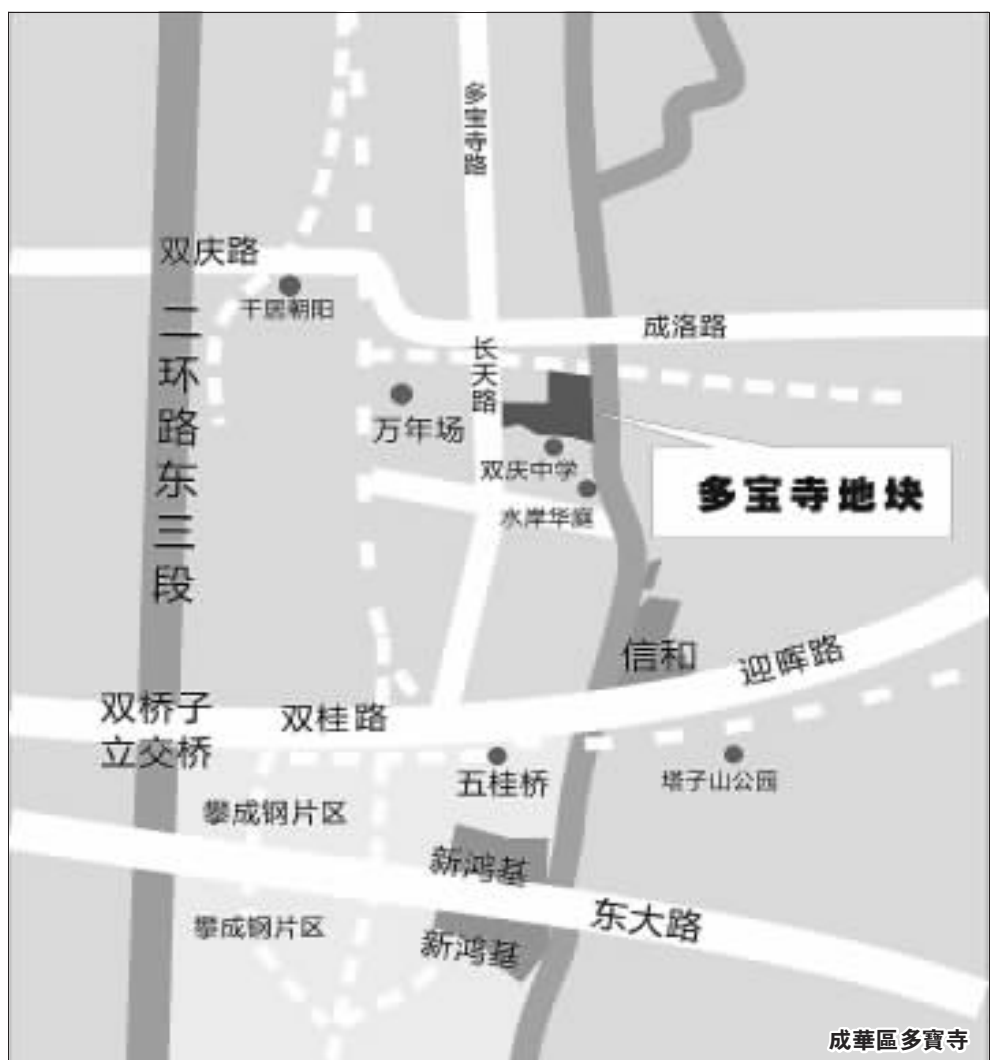 多宝寺路
双庆路
千居朝阳
成洛路
二环路东三段
长天路
万年场
双庆中学
多宝寺地块
水岸华庭
信和
迎晖路
双桥子
立交桥
双桂路
五桂桥
塔子山公园
攀成钢片区
新鸿基
东大路
攀成钢片区
新鸿基
成華區多寶寺